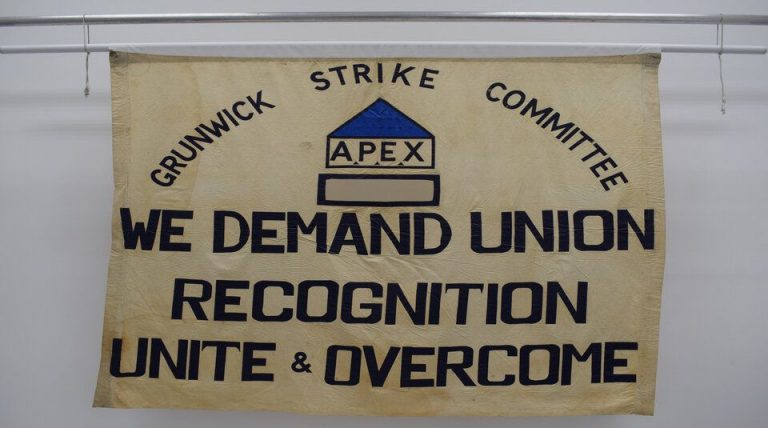 GRUNWICK STRIKE COMMITTEE
A.P.E.X
WE DEMAND UNION
RECOGNITION
UNITE & OVERCOME